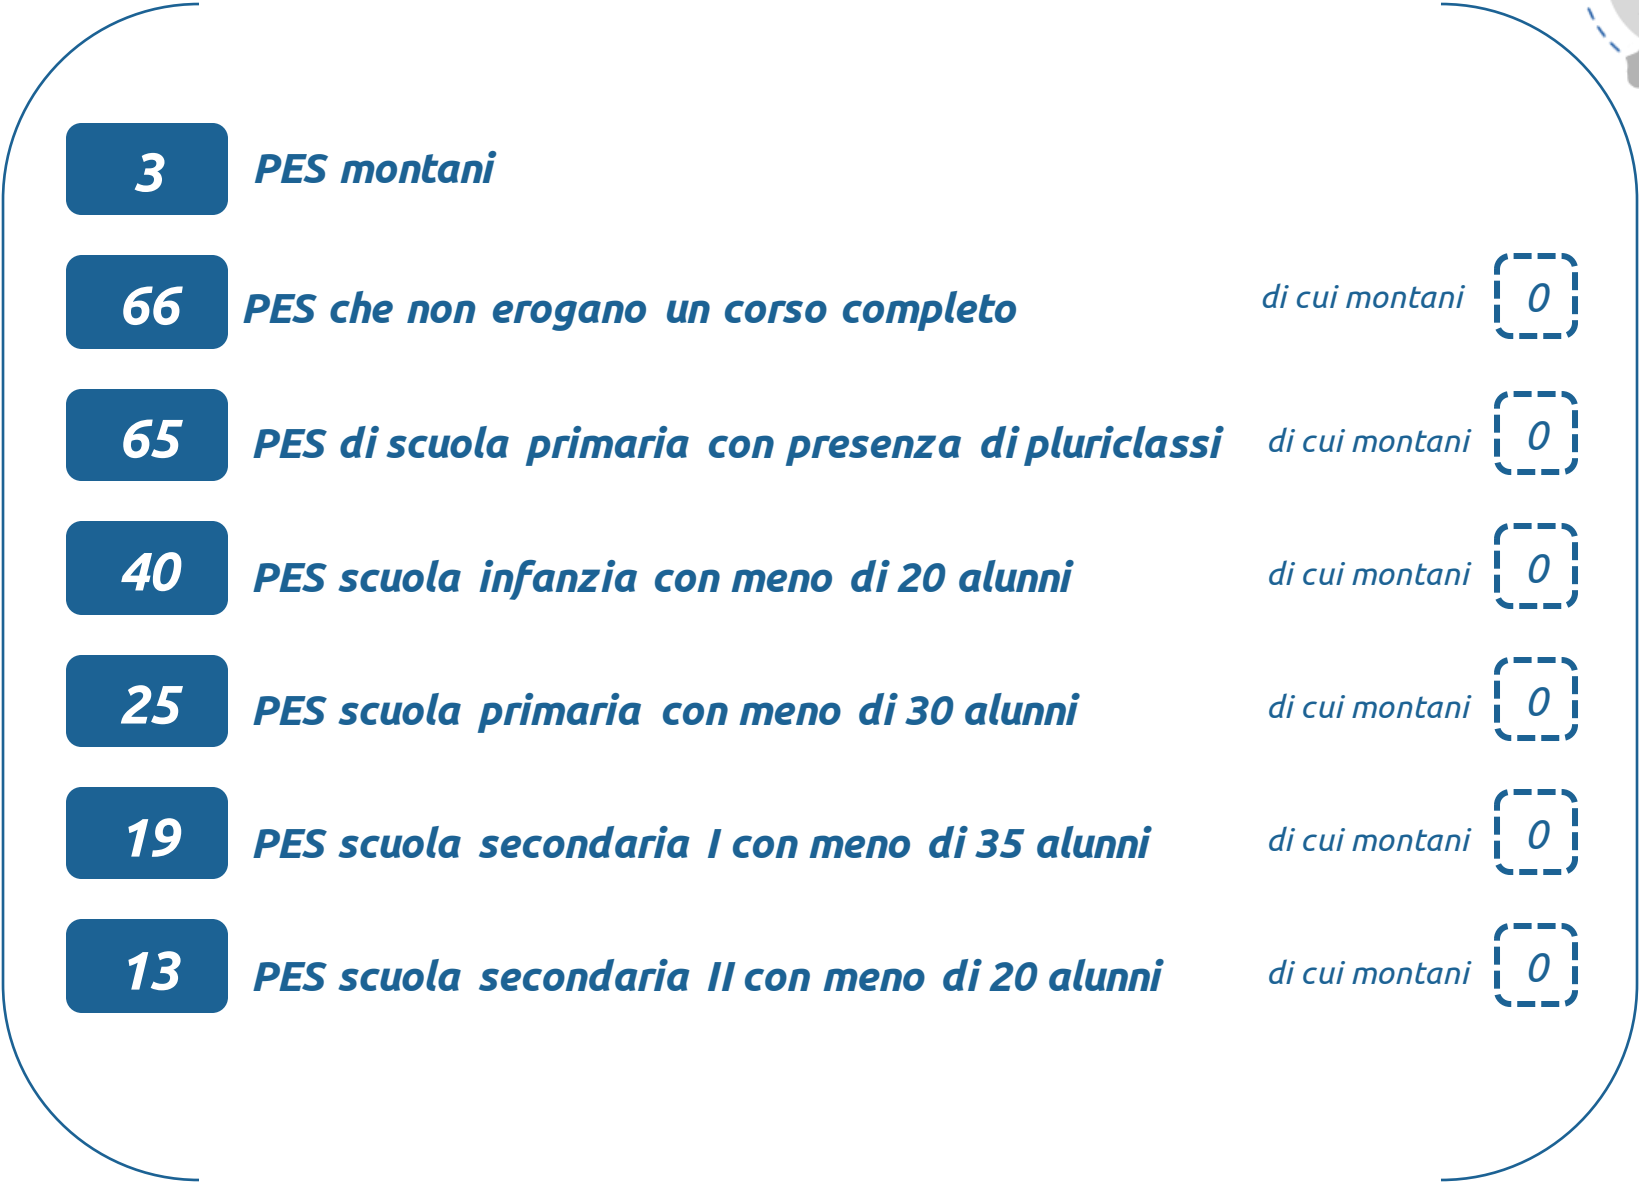 3 PES montani
66 PES che non erogano un corso completo di cui montani 0
65 PES di scuola primaria con presenza di pluriclassi di cui montani 0
40 PES scuola infanzia con meno di 20 alunni di cui montani 0
25 PES scuola primaria con meno di 30 alunni di cui montani 0
19 PES scuola secondaria I con meno di 35 alunni di cui montani 0
13 PES scuola secondaria II con meno di 20 alunni di cui montani 0